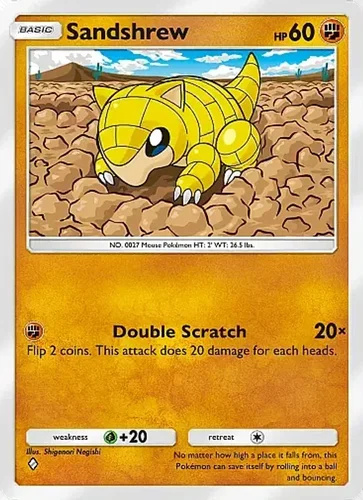 BASIC Sandshrew HP 60
NO. 0027 Mouse Pokémon HT: 2' WT: 26.5 lbs.
Double Scratch 20×
Flip 2 coins. This attack does 20 damage for each heads.
weakness +20 retreat
Illus. Shigenori Negishi
No matter how high a place it falls from, this
Pokémon can save itself by rolling into a ball
and bouncing.